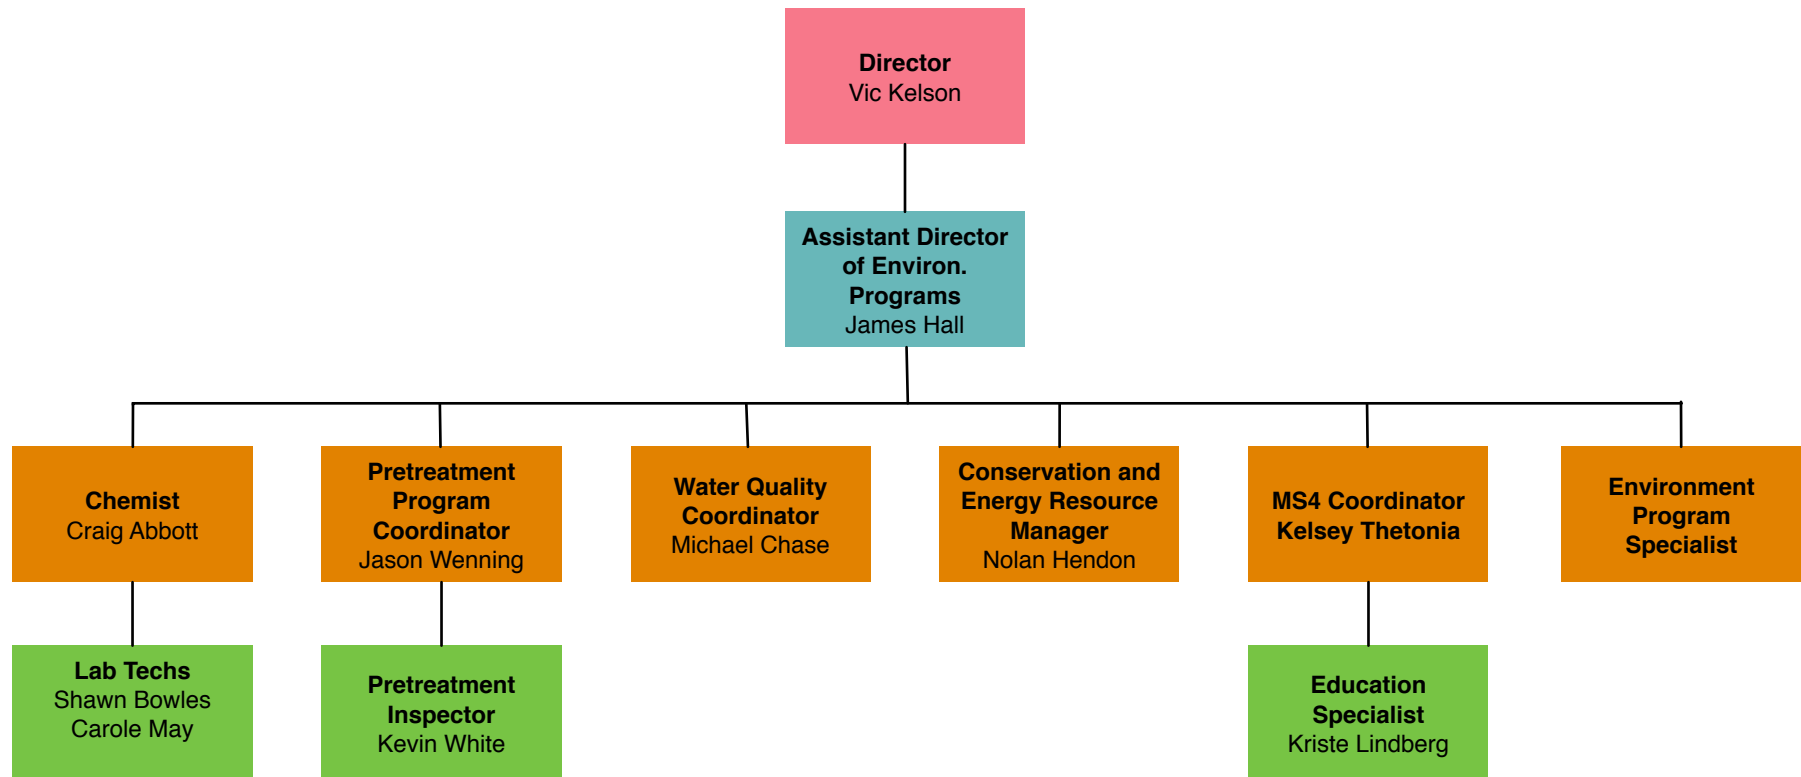 Director
Vic Kelson
Assistant Director
of Environ.
Programs
James Hall
Chemist
Craig Abbott
Pretreatment
Program
Coordinator
Jason Wenning
Water Quality
Coordinator
Michael Chase
Conservation and
Energy Resource
Manager
Nolan Hendon
MS4 Coordinator
Kelsey Thetonia
Environment
Program
Specialist
Lab Techs
Shawn Bowles
Carole May
Pretreatment
Inspector
Kevin White
Education
Specialist
Kriste Lindberg